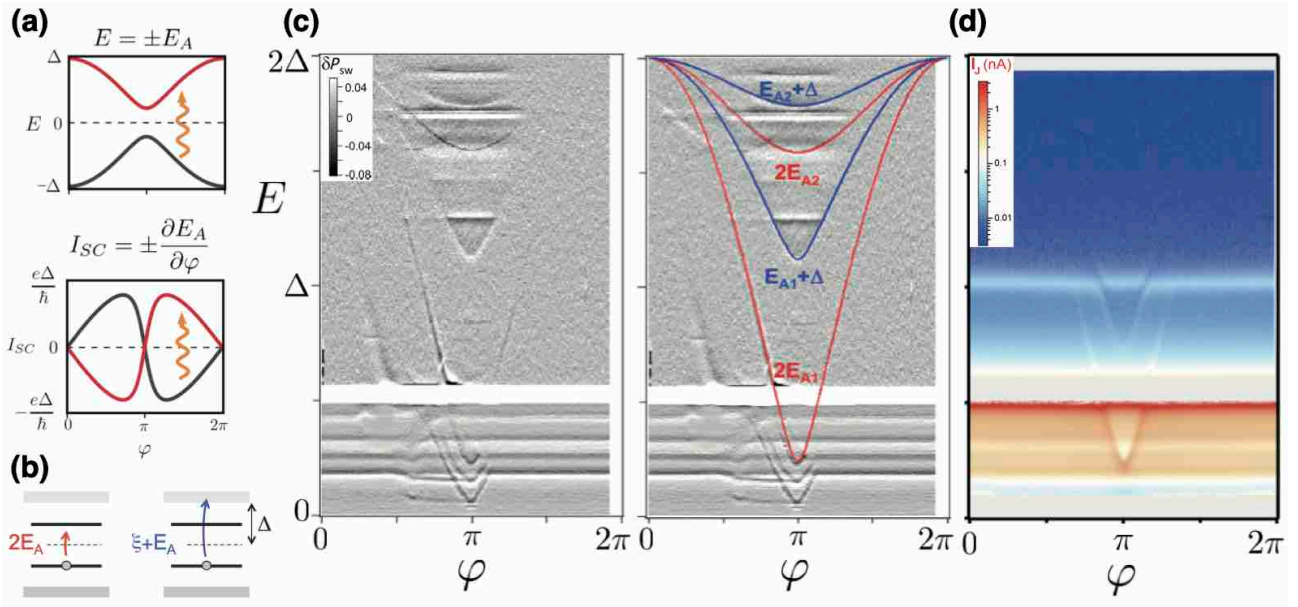 (a)
E = ±E_A
Δ
E 0
−Δ
I_SC = ± ∂E_A/∂φ
eΔ/ħ
I_SC 0
−eΔ/ħ
0 π 2π
φ
(b)
2E_A
ξ+E_A
Δ
(c)
δP_sw
0.04
0
-0.04
-0.08
2Δ
E
Δ
0
0 π 2π
φ
E_A2+Δ
2E_A2
E_A1+Δ
2E_A1
0 π 2π
φ
(d)
I_J (nA)
1
0.1
0.01
0 π 2π
φ